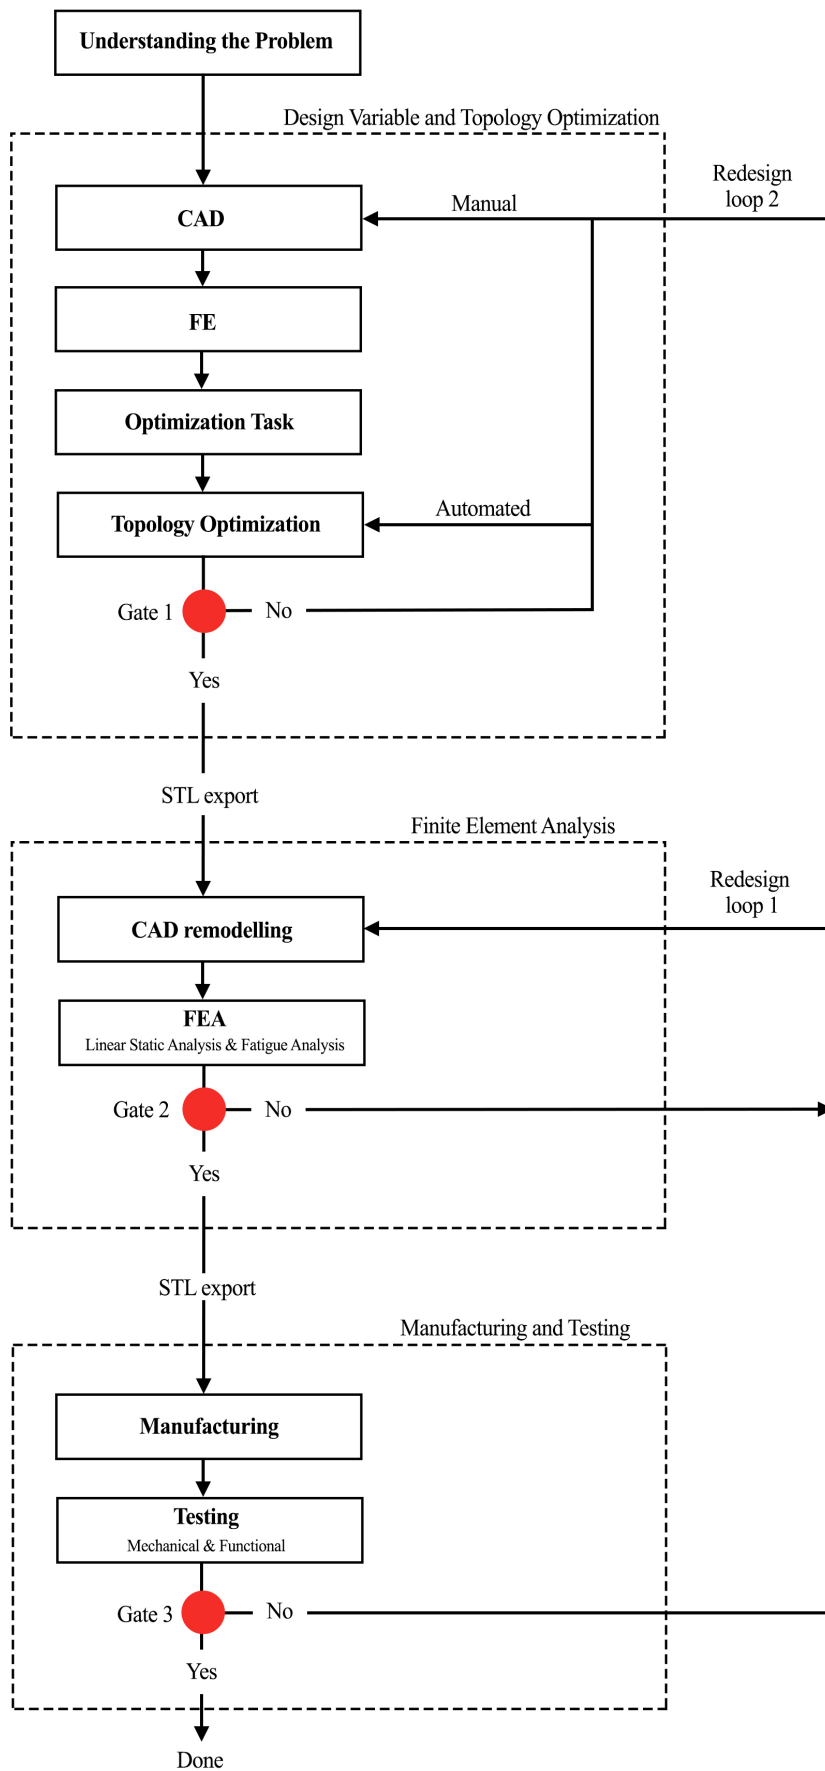 Understanding the Problem
Design Variable and Topology Optimization
Redesign
loop 2
Manual
CAD
FE
Optimization Task
Automated
Topology Optimization
Gate 1
No
Yes
STL export
Finite Element Analysis
Redesign
loop 1
CAD remodelling
FEA
Linear Static Analysis & Fatigue Analysis
Gate 2
No
Yes
STL export
Manufacturing and Testing
Manufacturing
Testing
Mechanical & Functional
Gate 3
No
Yes
Done